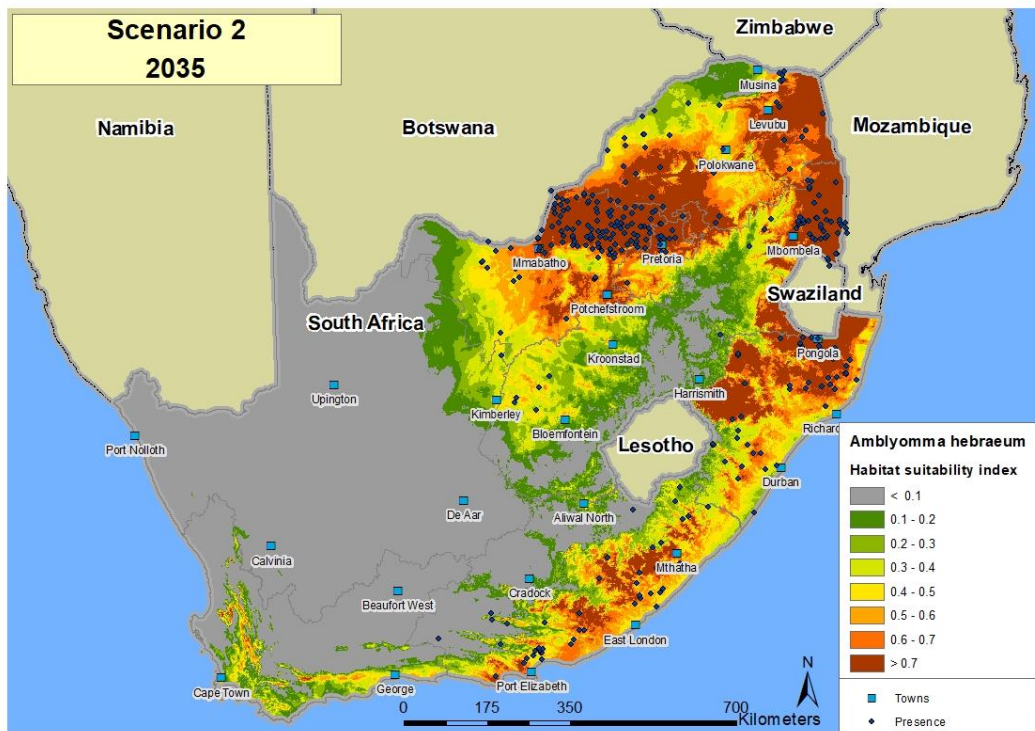 Scenario 2
2035
Zimbabwe
Musina
Namibia
Botswana
Levubu
Mozambique
Polokwane
Mmabatho
Pretoria
Mbombela
Swaziland
Potchefstroom
South Africa
Pongola
Kroonstad
Upington
Harrismith
Kimberley
Richard
Bloemfontein
Port Nolloth
Lesotho
Durban
De Aar
Aliwal North
Calvinia
Mthatha
Cradock
Beaufort West
East London
Cape Town
George
Port Elizabeth
Amblyomma hebraeum
Habitat suitability index
< 0.1
0.1 - 0.2
0.2 - 0.3
0.3 - 0.4
0.4 - 0.5
0.5 - 0.6
0.6 - 0.7
> 0.7
Towns
Presence
N
0 175 350 700
Kilometers